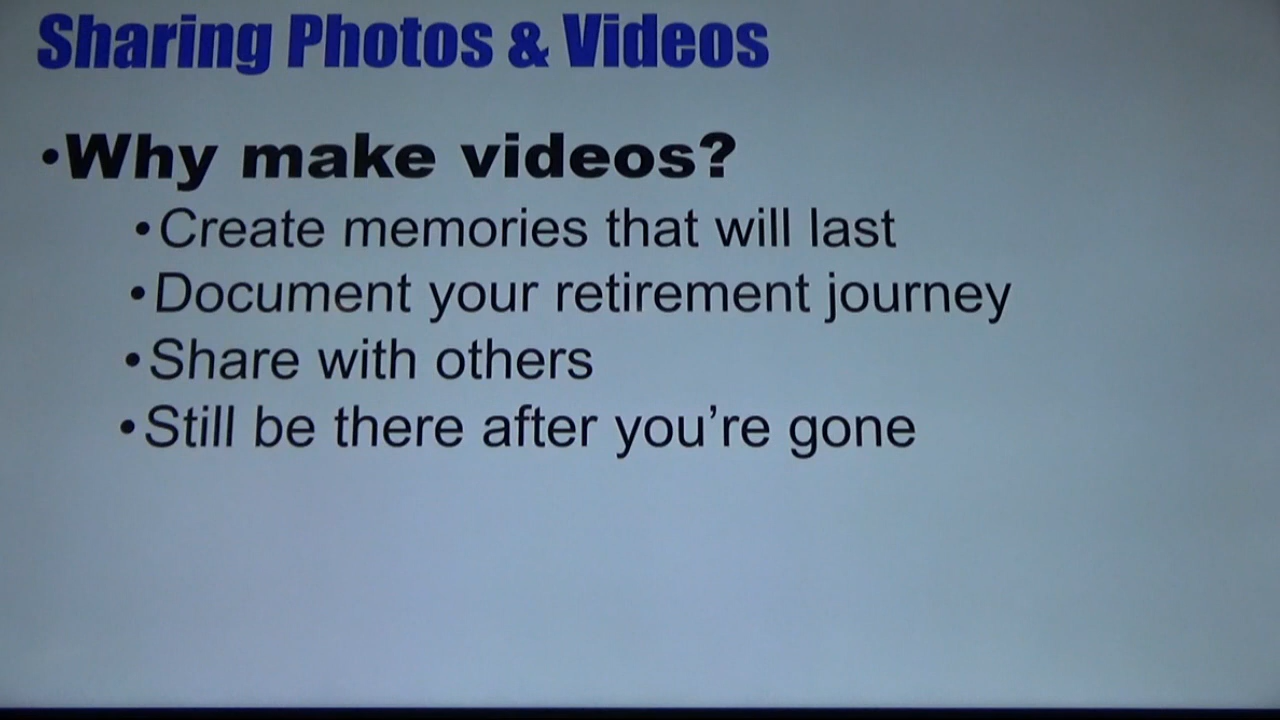 Sharing Photos & Videos
•Why make videos?
•Create memories that will last
•Document your retirement journey
•Share with others
•Still be there after you’re gone